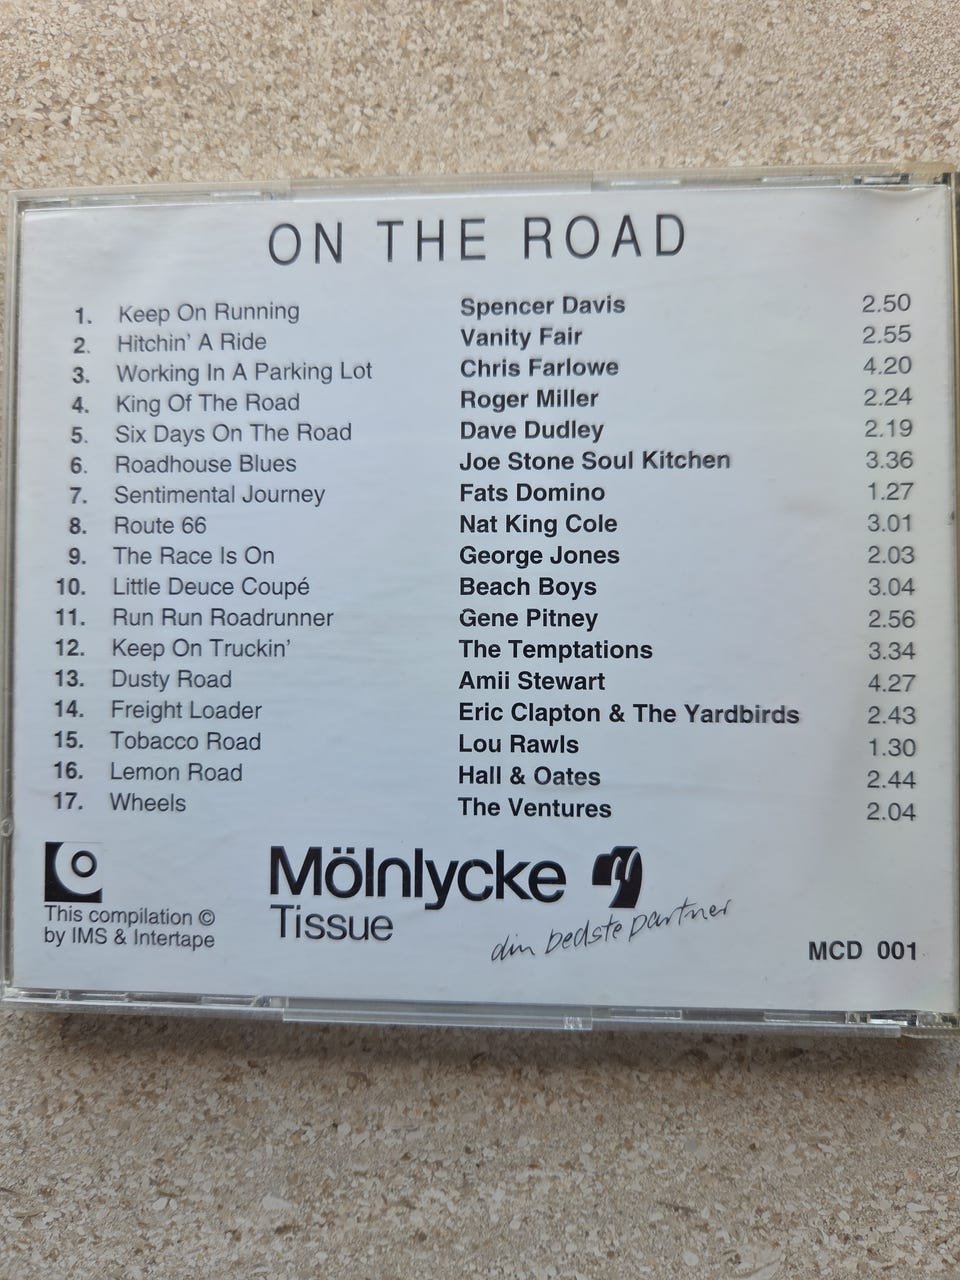 ON THE ROAD
1. Keep On Running Spencer Davis 2.50
2. Hitchin' A Ride Vanity Fair 2.55
3. Working In A Parking Lot Chris Farlowe 4.20
4. King Of The Road Roger Miller 2.24
5. Six Days On The Road Dave Dudley 2.19
6. Roadhouse Blues Joe Stone Soul Kitchen 3.36
7. Sentimental Journey Fats Domino 1.27
8. Route 66 Nat King Cole 3.01
9. The Race Is On George Jones 2.03
10. Little Deuce Coupé Beach Boys 3.04
11. Run Run Roadrunner Gene Pitney 2.56
12. Keep On Truckin' The Temptations 3.34
13. Dusty Road Amii Stewart 4.27
14. Freight Loader Eric Clapton & The Yardbirds 2.43
15. Tobacco Road Lou Rawls 1.30
16. Lemon Road Hall & Oates 2.44
17. Wheels The Ventures 2.04
Mölnlycke
Tissue
din bedste partner
This compilation ©
by IMS & Intertape
MCD 001